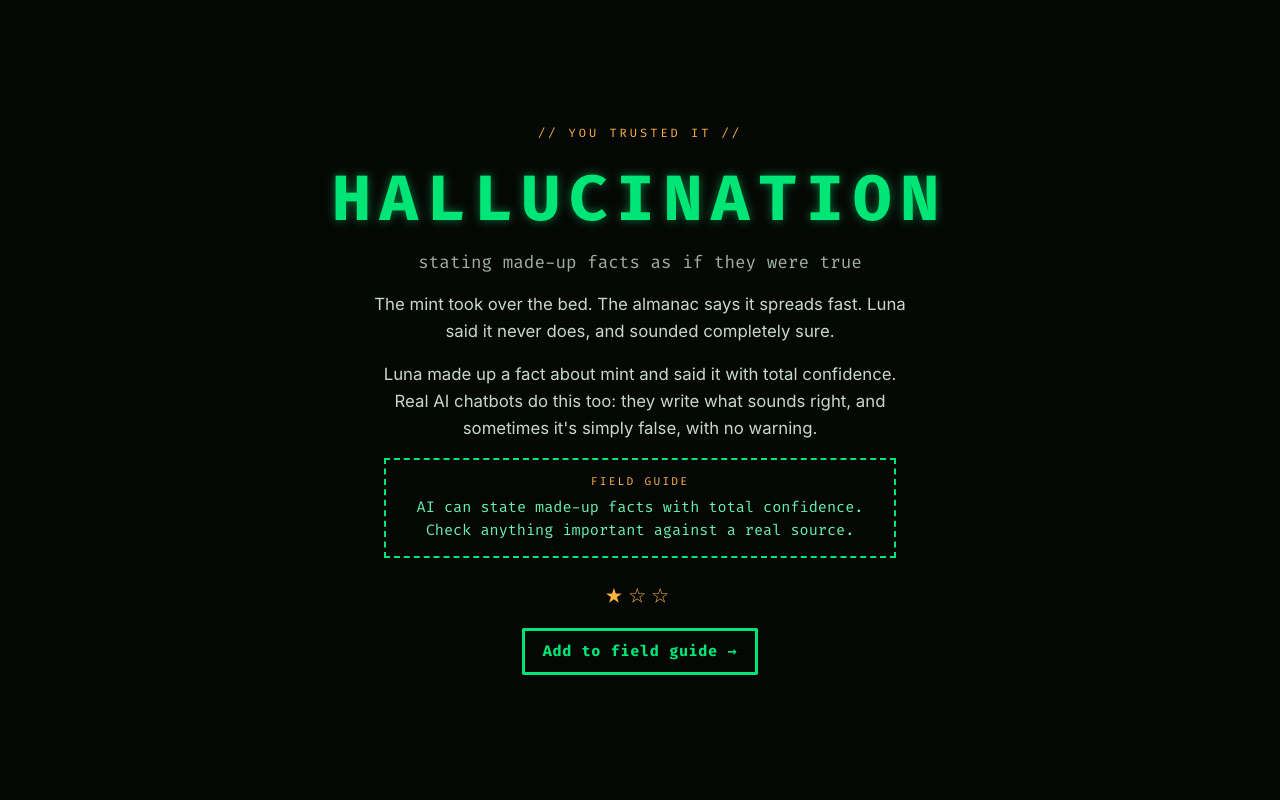 // YOU TRUSTED IT //
HALLUCINATION
stating made-up facts as if they were true
The mint took over the bed. The almanac says it spreads fast. Luna
said it never does, and sounded completely sure.
Luna made up a fact about mint and said it with total confidence.
Real AI chatbots do this too: they write what sounds right, and
sometimes it's simply false, with no warning.
FIELD GUIDE
AI can state made-up facts with total confidence.
Check anything important against a real source.
★☆☆
Add to field guide →